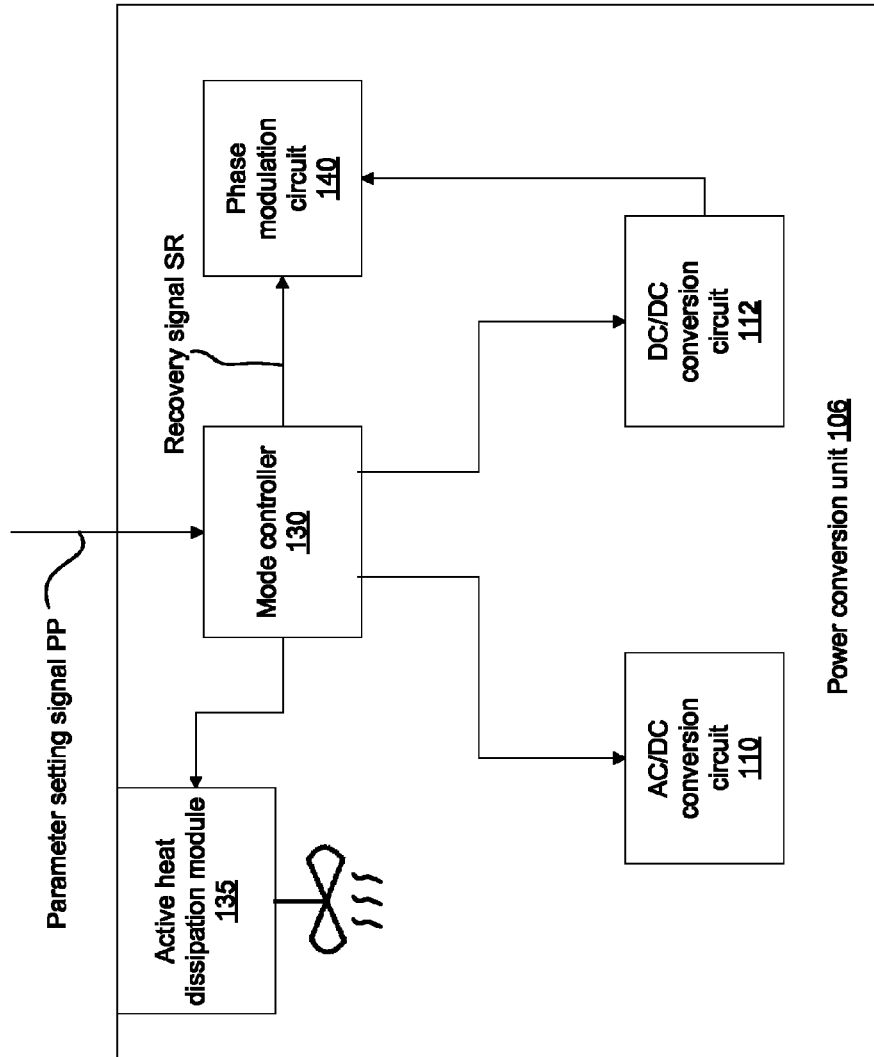 Parameter setting signal PP
Active heat
dissipation module
135
Mode controller
130
Recovery signal SR
Phase
modulation
circuit
140
AC/DC
conversion
circuit
110
DC/DC
conversion
circuit
112
Power conversion unit 106